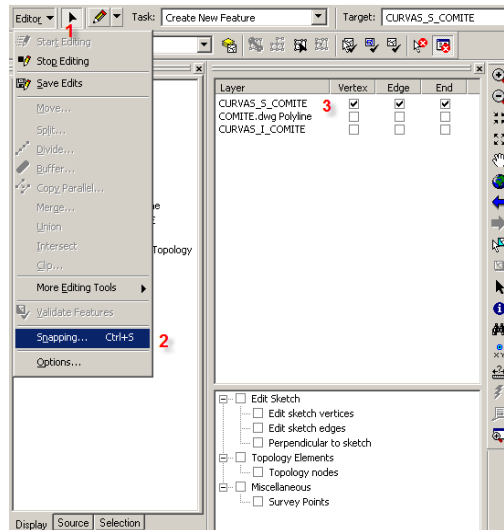 Editor Task: Create New Feature Target: CURVAS_S_COMITE
1
Start Editing
Stop Editing
Save Edits
Move...
Split...
Divide...
Buffer...
Copy Parallel...
Merge...
Union
Intersect
Clip...
More Editing Tools
Validate Features
Snapping... Ctrl+S 2
Options...
Topology
Display Source Selection
Layer Vertex Edge End
CURVAS_S_COMITE 3
COMITE.dwg Polyline
CURVAS_I_COMITE
Edit Sketch
Edit sketch vertices
Edit sketch edges
Perpendicular to sketch
Topology Elements
Topology nodes
Miscellaneous
Survey Points